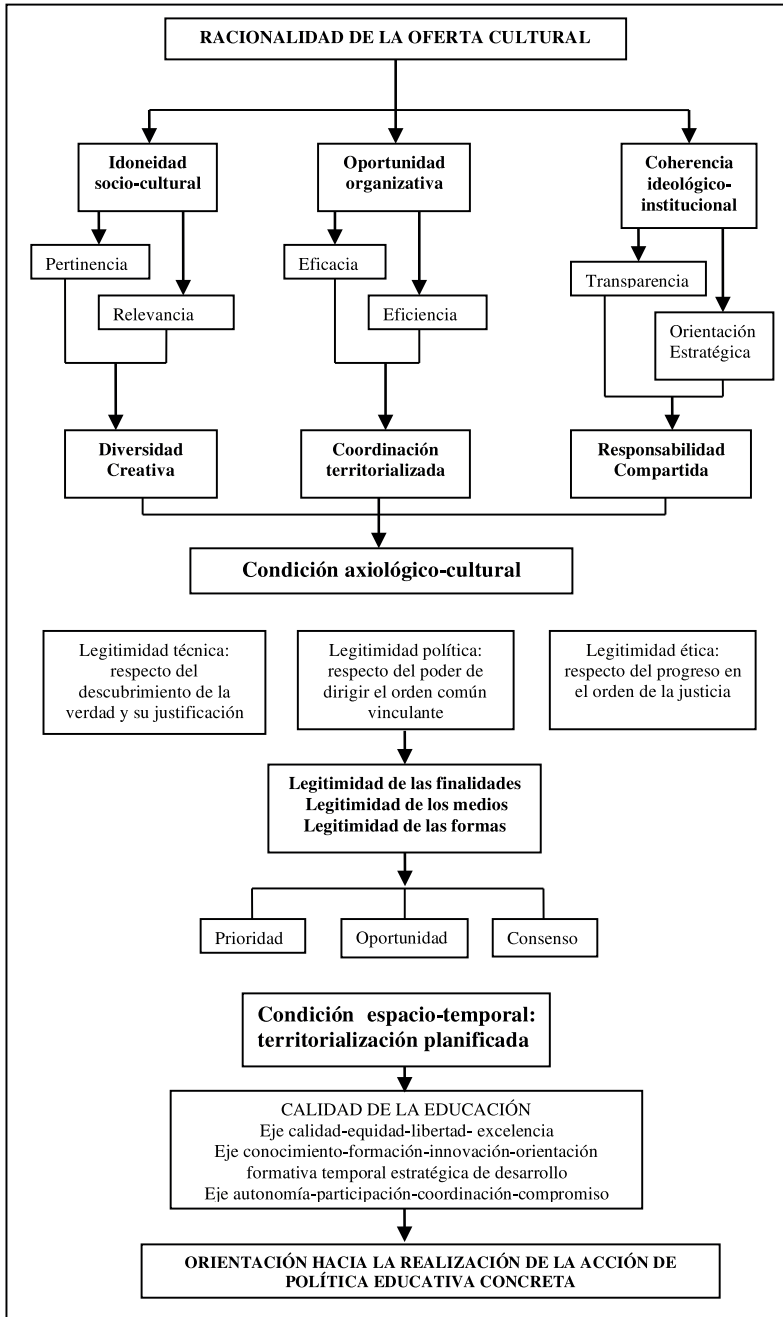 RACIONALIDAD DE LA OFERTA CULTURAL
Idoneidad
socio-cultural
Oportunidad
organizativa
Coherencia
ideológico-
institucional
Pertinencia
Relevancia
Eficacia
Eficiencia
Transparencia
Orientación
Estratégica
Diversidad
Creativa
Coordinación
territorializada
Responsabilidad
Compartida
Condición axiológico-cultural
Legitimidad técnica:
respecto del
descubrimiento de la
verdad y su justificación
Legitimidad política:
respecto del poder de
dirigir el orden común
vinculante
Legitimidad ética:
respecto del progreso en
el orden de la justicia
Legitimidad de las finalidades
Legitimidad de los medios
Legitimidad de las formas
Prioridad
Oportunidad
Consenso
Condición espacio-temporal:
territorialización planificada
CALIDAD DE LA EDUCACIÓN
Eje calidad-equidad-libertad- excelencia
Eje conocimiento-formación-innovación-orientación
formativa temporal estratégica de desarrollo
Eje autonomía-participación-coordinación-compromiso
ORIENTACIÓN HACIA LA REALIZACIÓN DE LA ACCIÓN DE
POLÍTICA EDUCATIVA CONCRETA